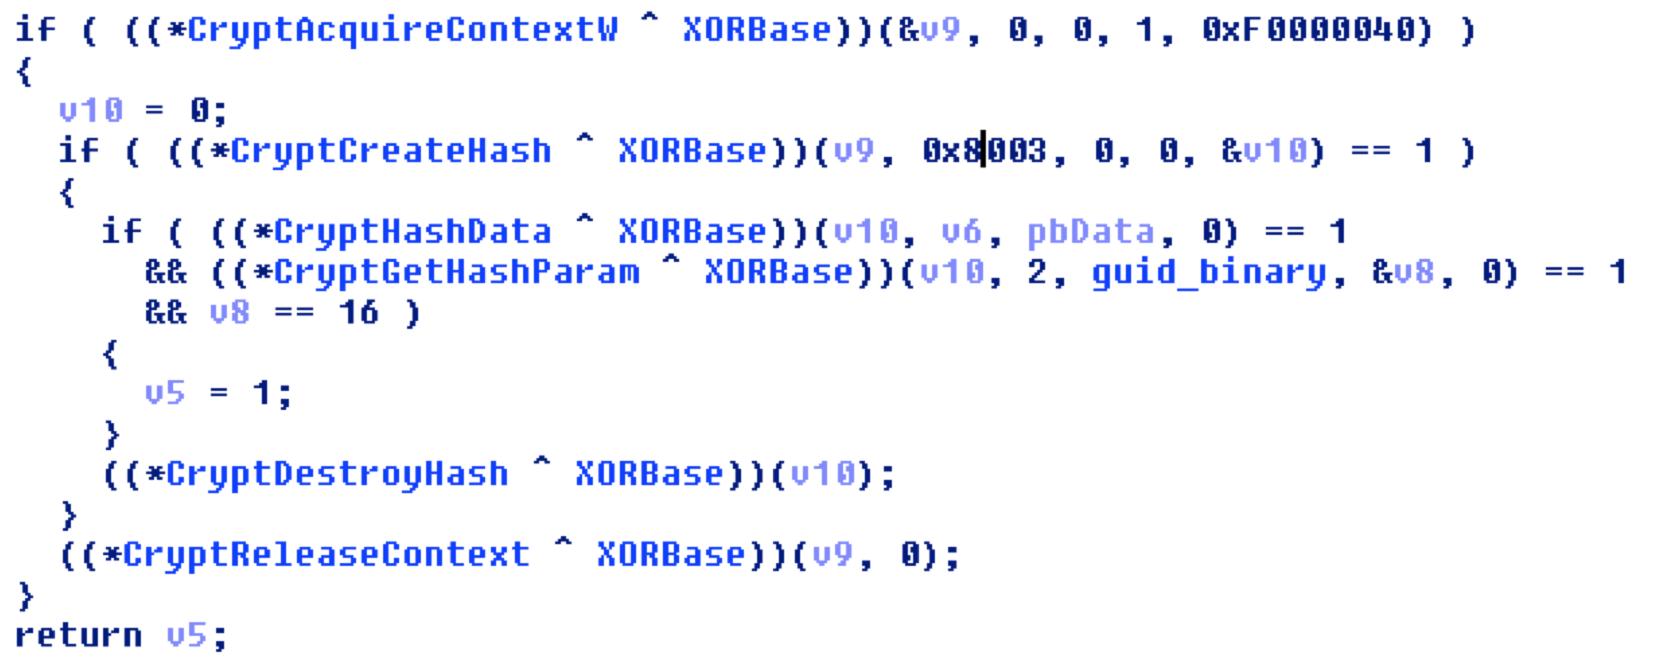 if ( ((*CryptAcquireContextW ^ XORBase))(&v9, 0, 0, 1, 0xF0000040) )
{
v10 = 0;
if ( ((*CryptCreateHash ^ XORBase))(v9, 0x8003, 0, 0, &v10) == 1 )
{
if ( ((*CryptHashData ^ XORBase))(v10, v6, pbData, 0) == 1
&& ((*CryptGetHashParam ^ XORBase))(v10, 2, guid_binary, &v8, 0) == 1
&& v8 == 16 )
{
v5 = 1;
}
((*CryptDestroyHash ^ XORBase))(v10);
}
((*CryptReleaseContext ^ XORBase))(v9, 0);
}
return v5;